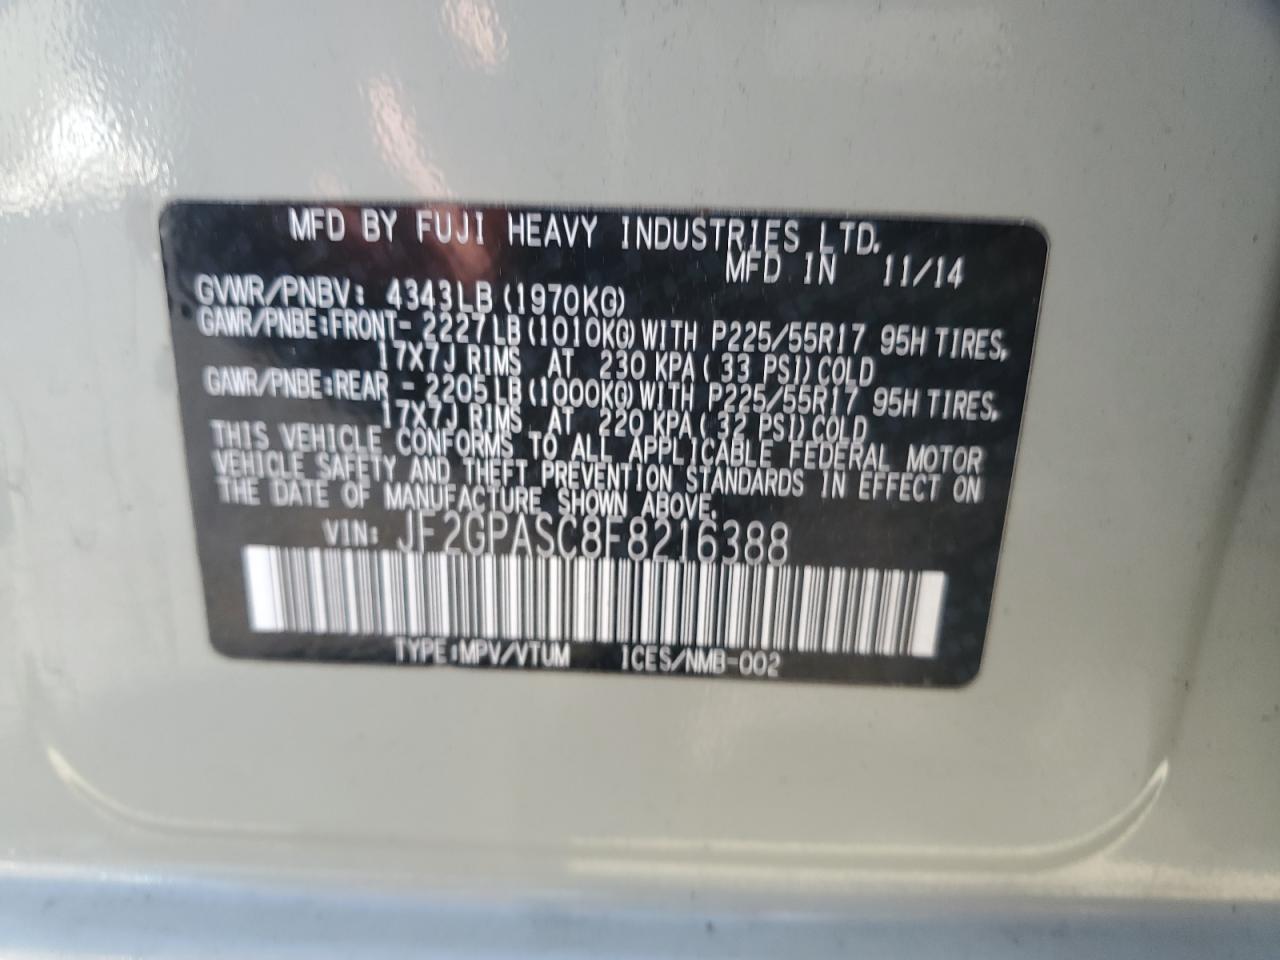 MFD BY FUJI HEAVY INDUSTRIES LTD.
MFD IN 11/14
GVWR/PNBV: 4343LB (1970KG)
GAWR/PNBE:FRONT- 2227LB (1010KG) WITH P225/55R17 95H TIRES,
17X7J RIMS AT 230 KPA ( 33 PSI) COLD
GAWR/PNBE:REAR - 2205LB (1000KG) WITH P225/55R17 95H TIRES,
17X7J RIMS AT 220 KPA ( 32 PSI) COLD
THIS VEHICLE CONFORMS TO ALL APPLICABLE FEDERAL MOTOR
VEHICLE SAFETY AND THEFT PREVENTION STANDARDS IN EFFECT ON
THE DATE OF MANUFACTURE SHOWN ABOVE.
VIN: JF2GPASC8F8216388
TYPE:MPV/VTUM ICES/NMB-002